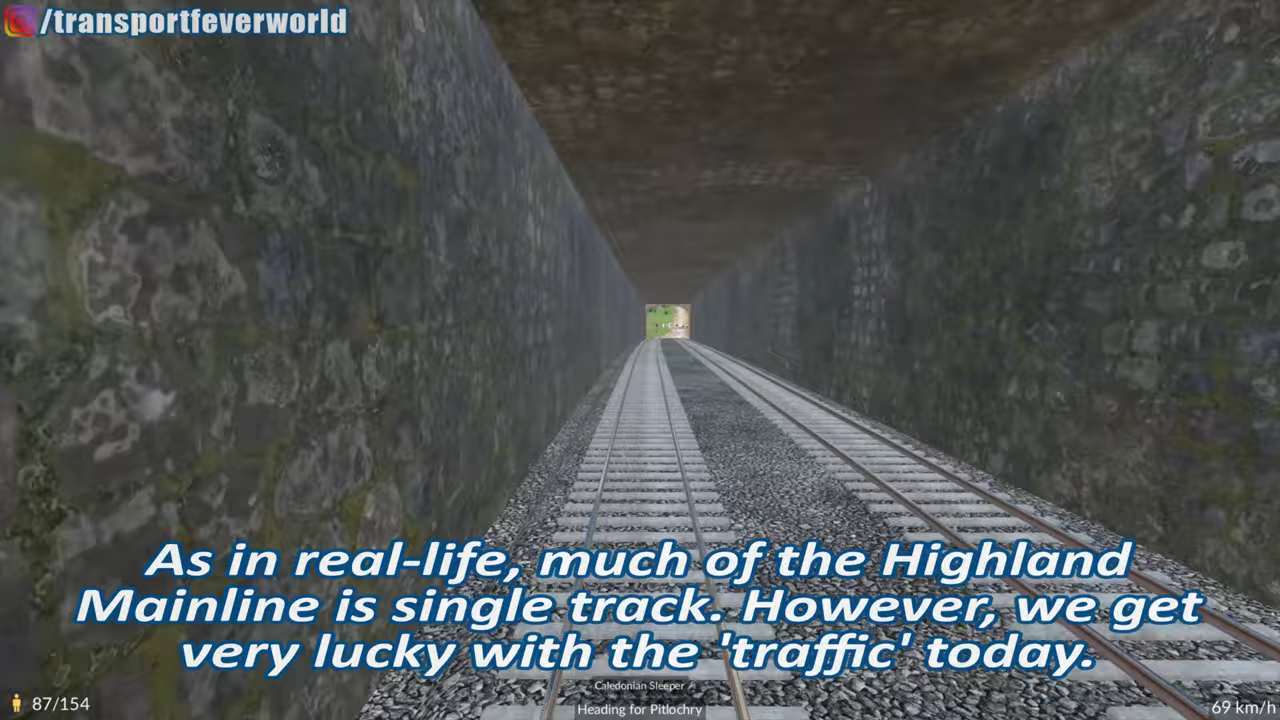 /transportfeverworld
As in real-life, much of the Highland
Mainline is single track. However, we get
very lucky with the 'traffic' today.
Caledonian Sleeper
Heading for Pitlochry
87/154
69 km/h